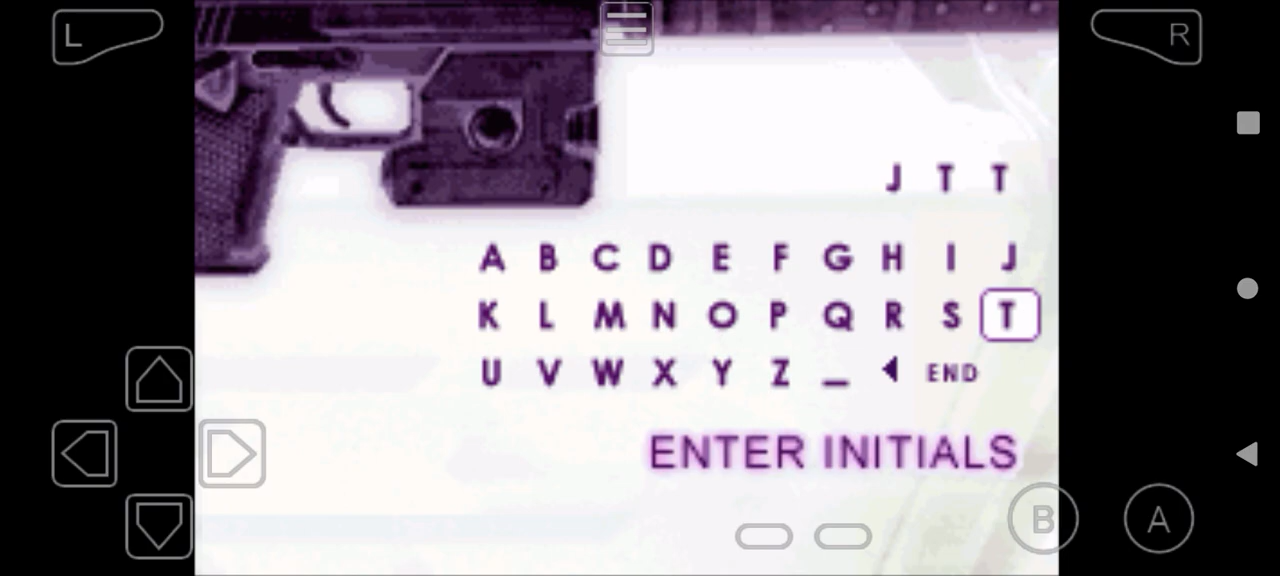 L
R
J T T
A B C D E F G H I J
K L M N O P Q R S T
U V W X Y Z _ ◀ END
ENTER INITIALS
B A